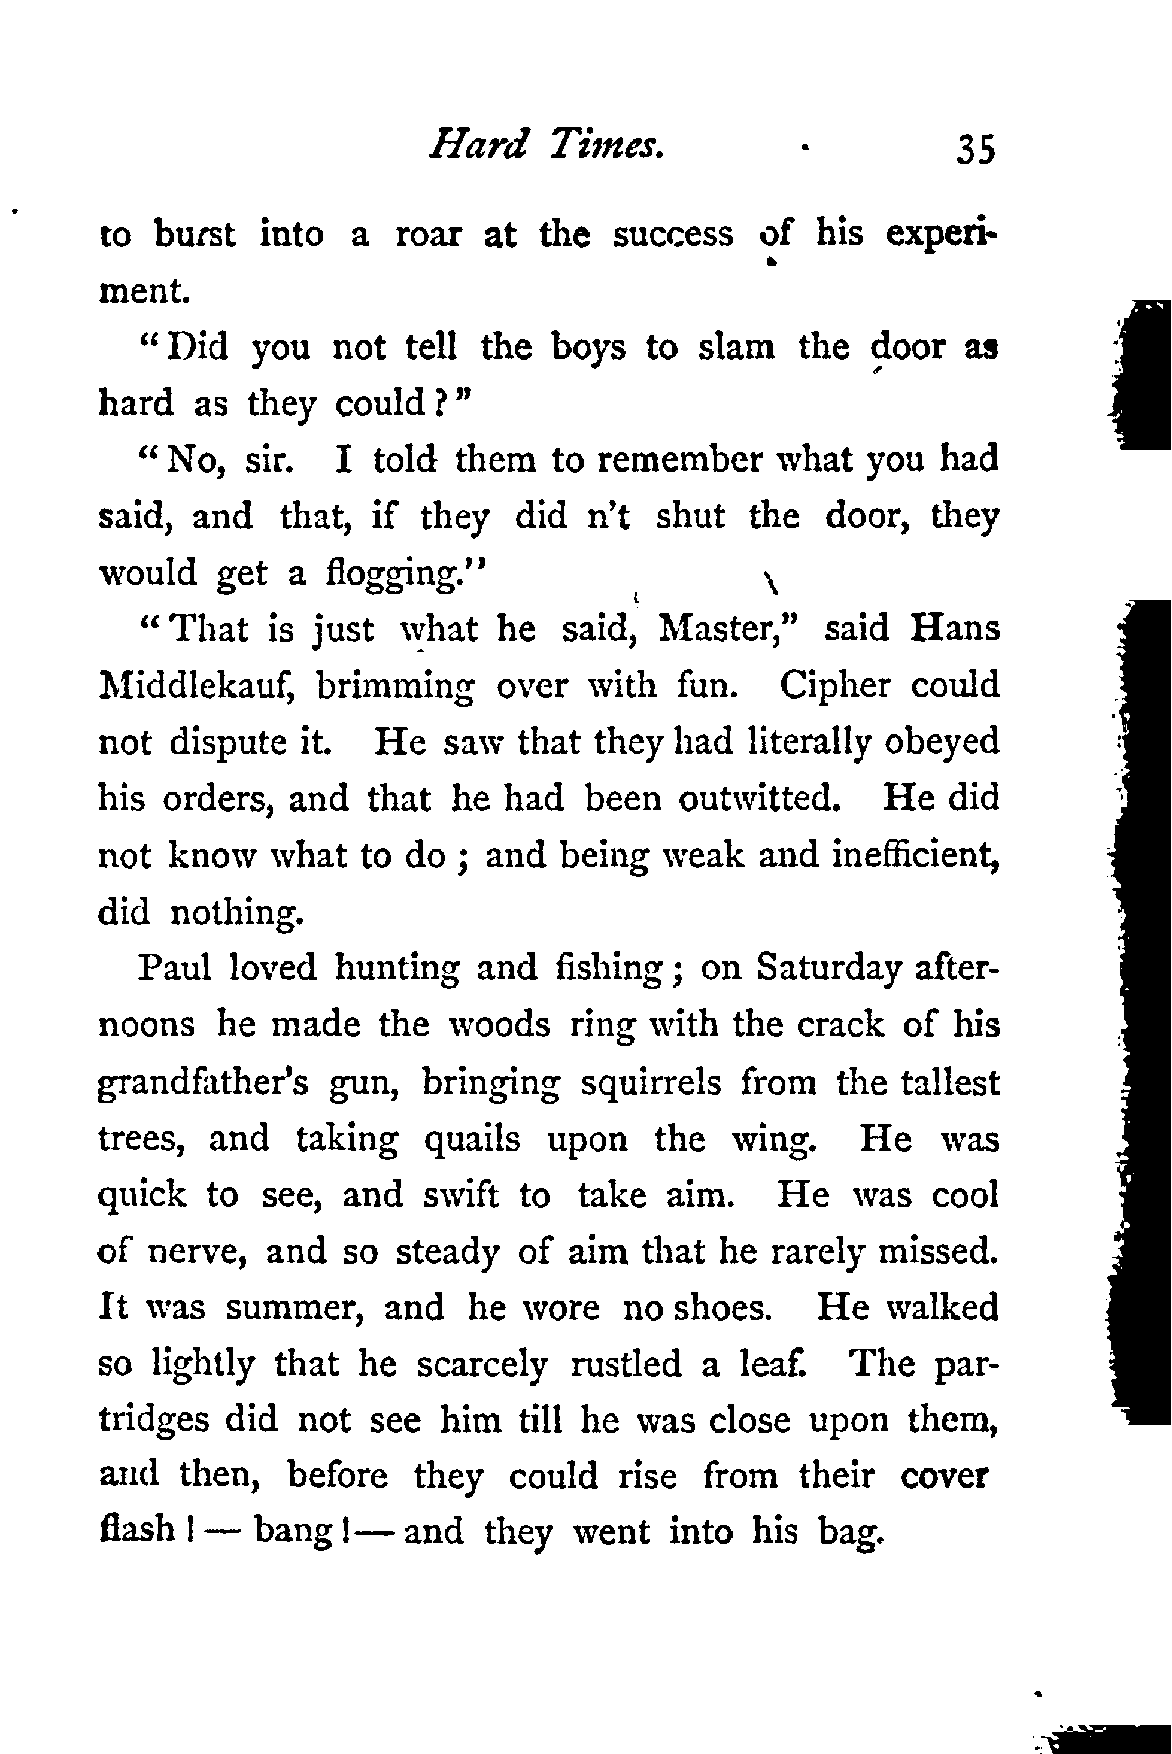 Hard Times. 35
to burst into a roar at the success of his experi-
ment.
"Did you not tell the boys to slam the door as
hard as they could?"
"No, sir. I told them to remember what you had
said, and that, if they did n't shut the door, they
would get a flogging."
"That is just what he said, Master," said Hans
Middlekauf, brimming over with fun. Cipher could
not dispute it. He saw that they had literally obeyed
his orders, and that he had been outwitted. He did
not know what to do; and being weak and inefficient,
did nothing.
Paul loved hunting and fishing; on Saturday after-
noons he made the woods ring with the crack of his
grandfather's gun, bringing squirrels from the tallest
trees, and taking quails upon the wing. He was
quick to see, and swift to take aim. He was cool
of nerve, and so steady of aim that he rarely missed.
It was summer, and he wore no shoes. He walked
so lightly that he scarcely rustled a leaf. The par-
tridges did not see him till he was close upon them,
and then, before they could rise from their cover
flash!—bang!—and they went into his bag.